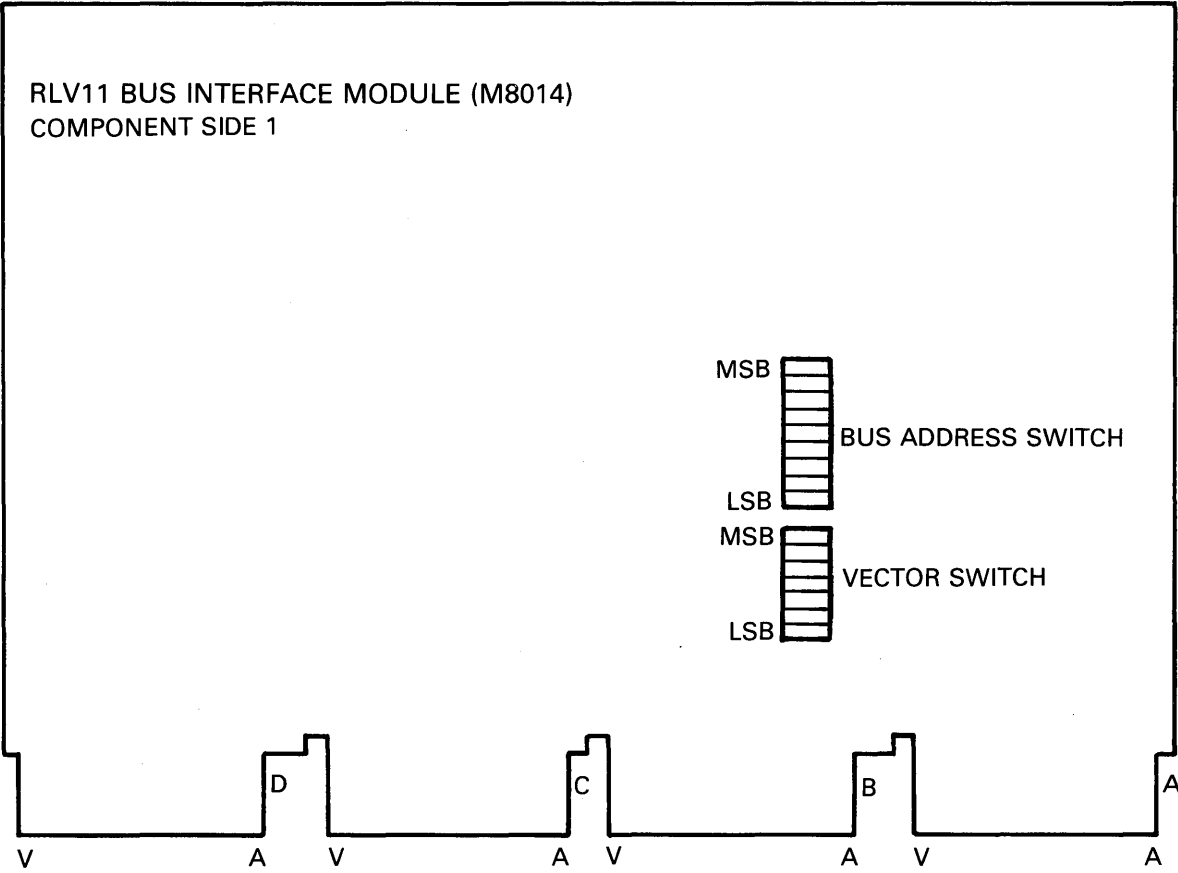 RLV11 BUS INTERFACE MODULE (M8014)
COMPONENT SIDE 1
MSB
BUS ADDRESS SWITCH
LSB
MSB
VECTOR SWITCH
LSB
D
C
B
A
V
A
V
A
V
A
V
A